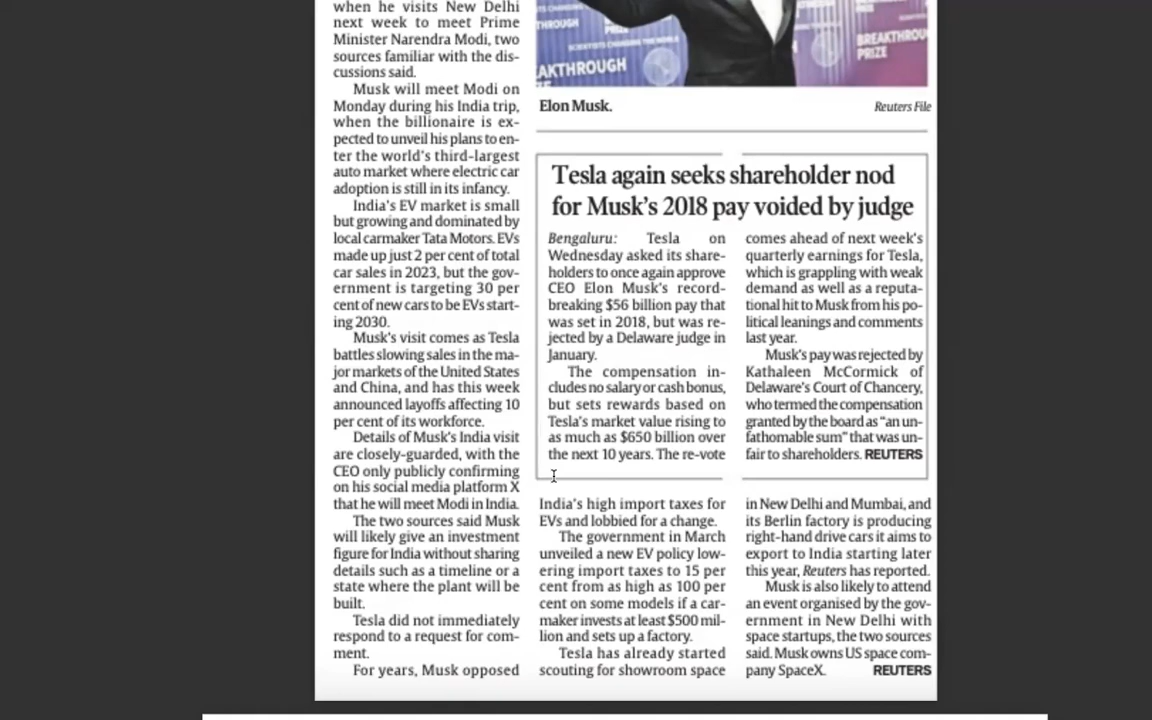 when he visits New Delhi
next week to meet Prime
Minister Narendra Modi, two
sources familiar with the dis-
cussions said.
Musk will meet Modi on
Monday during his India trip,
when the billionaire is ex-
pected to unveil his plans to en-
ter the world's third-largest
auto market where electric car
adoption is still in its infancy.
India's EV market is small
but growing and dominated by
local carmaker Tata Motors. EVs
made up just 2 per cent of total
car sales in 2023, but the gov-
ernment is targeting 30 per
cent of new cars to be EVs start-
ing 2030.
Musk's visit comes as Tesla
battles slowing sales in the ma-
jor markets of the United States
and China, and has this week
announced layoffs affecting 10
per cent of its workforce.
Details of Musk's India visit
are closely-guarded, with the
CEO only publicly confirming
on his social media platform X
that he will meet Modi in India.
The two sources said Musk
will likely give an investment
figure for India without sharing
details such as a timeline or a
state where the plant will be
built.
Tesla did not immediately
respond to a request for com-
ment.
For years, Musk opposed
SCIENTISTS CHANGING THE WORLD
BREAKTHROUGH
PRIZE
AKTHROUGH
Elon Musk.
Reuters File
Tesla again seeks shareholder nod
for Musk's 2018 pay voided by judge
Bengaluru: Tesla on
Wednesday asked its share-
holders to once again approve
CEO Elon Musk's record-
breaking $56 billion pay that
was set in 2018, but was re-
jected by a Delaware judge in
January.
The compensation in-
cludes no salary or cash bonus,
but sets rewards based on
Tesla's market value rising to
as much as $650 billion over
the next 10 years. The re-vote
comes ahead of next week's
quarterly earnings for Tesla,
which is grappling with weak
demand as well as a reputa-
tional hit to Musk from his po-
litical leanings and comments
last year.
Musk's pay was rejected by
Kathaleen McCormick of
Delaware's Court of Chancery,
who termed the compensation
granted by the board as "an un-
fathomable sum" that was un-
fair to shareholders. REUTERS
India's high import taxes for
EVs and lobbied for a change.
The government in March
unveiled a new EV policy low-
ering import taxes to 15 per
cent from as high as 100 per
cent on some models if a car-
maker invests at least $500 mil-
lion and sets up a factory.
Tesla has already started
scouting for showroom space
in New Delhi and Mumbai, and
its Berlin factory is producing
right-hand drive cars it aims to
export to India starting later
this year, Reuters has reported.
Musk is also likely to attend
an event organised by the gov-
ernment in New Delhi with
space startups, the two sources
said. Musk owns US space com-
pany SpaceX. REUTERS